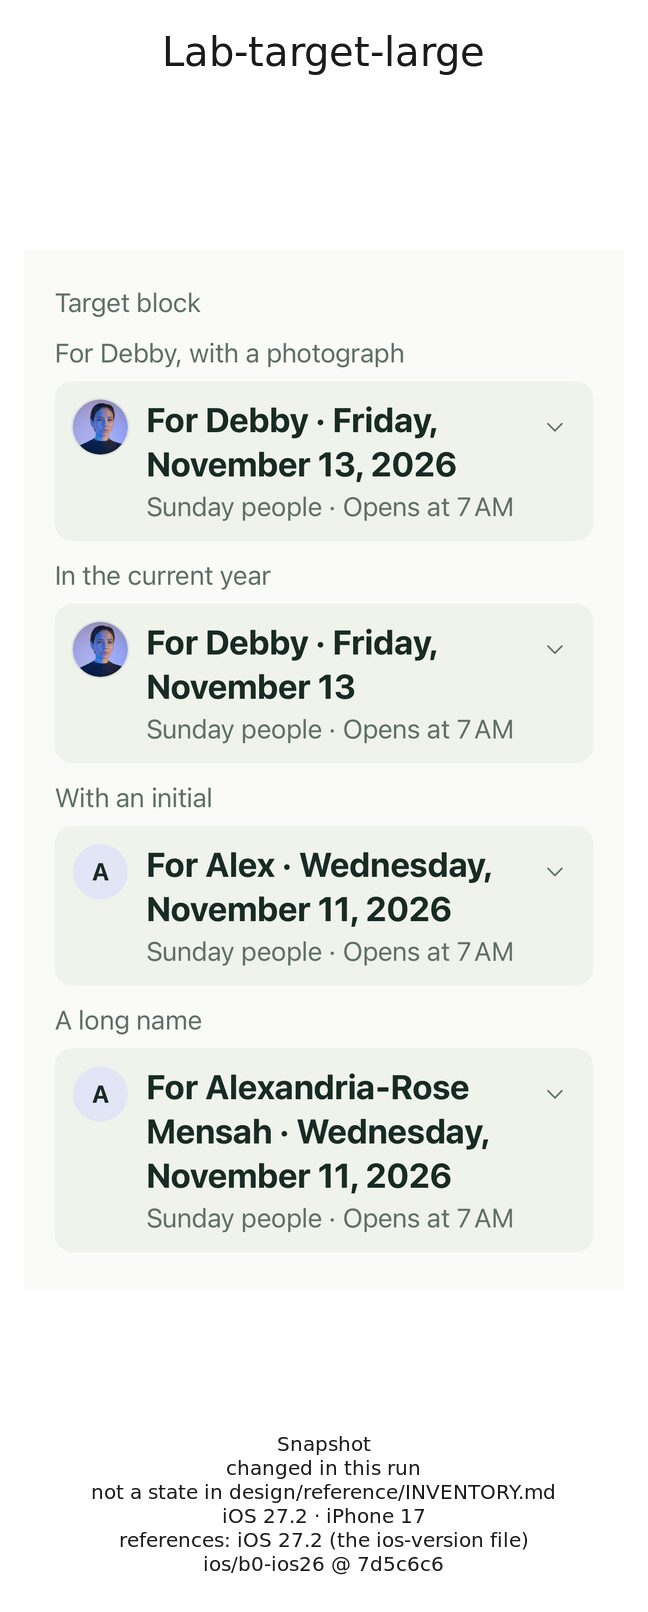 Lab-target-large
Target block
For Debby, with a photograph
For Debby · Friday,
November 13, 2026
Sunday people · Opens at 7 AM
In the current year
For Debby · Friday,
November 13
Sunday people · Opens at 7 AM
With an initial
A
For Alex · Wednesday,
November 11, 2026
Sunday people · Opens at 7 AM
A long name
A
For Alexandria-Rose
Mensah · Wednesday,
November 11, 2026
Sunday people · Opens at 7 AM
Snapshot
changed in this run
not a state in design/reference/INVENTORY.md
iOS 27.2 · iPhone 17
references: iOS 27.2 (the ios-version file)
ios/b0-ios26 @ 7d5c6c6